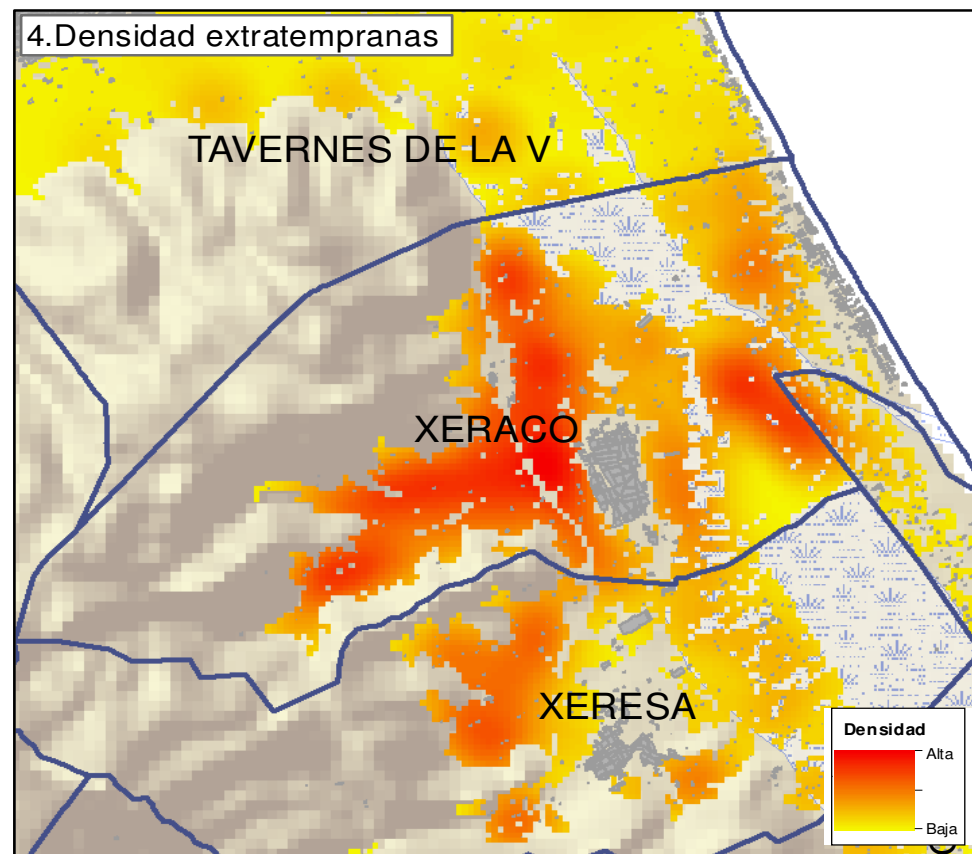 4.Densidad extratempranas
TAVERNES DE LA V
XERACO
XERESA
Densidad
Alta
Baja